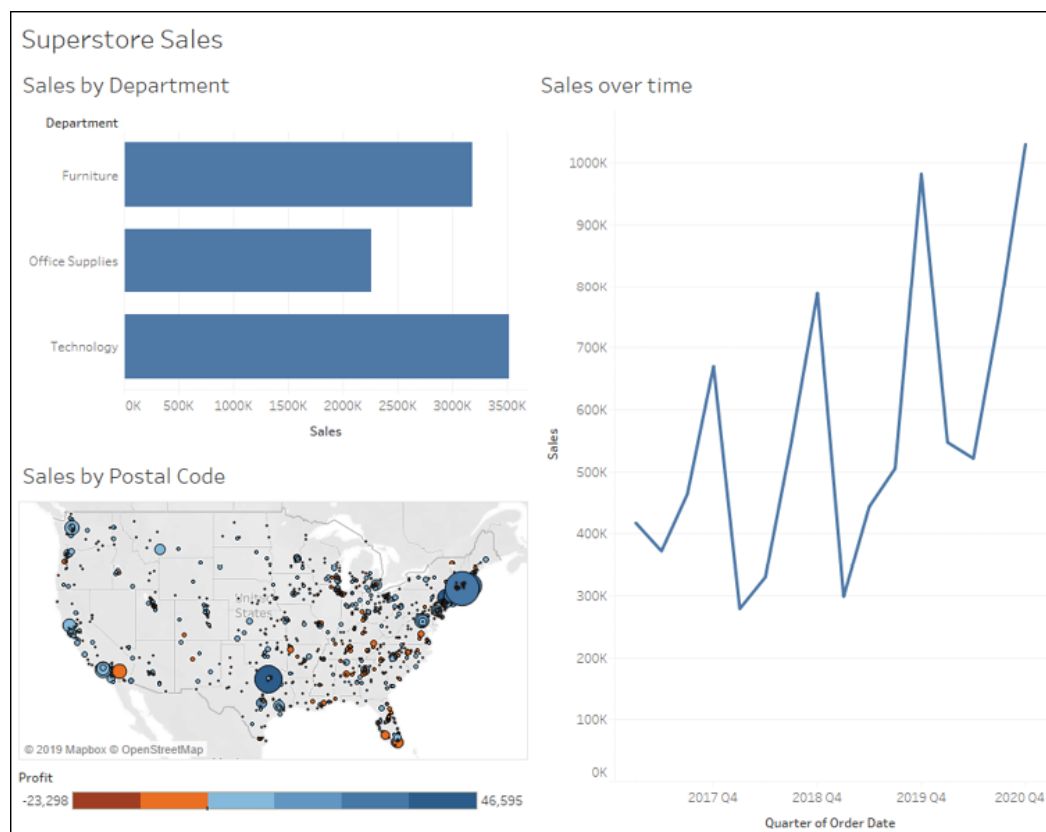 Superstore Sales
Sales by Department
Department
Furniture
Office Supplies
Technology
0K 500K 1000K 1500K 2000K 2500K 3000K 3500K
Sales
Sales by Postal Code
United
States
© 2019 Mapbox © OpenStreetMap
Profit
-23,298 46,595
Sales over time
1000K
900K
800K
700K
600K
500K
400K
300K
200K
100K
0K
Sales
2017 Q4 2018 Q4 2019 Q4 2020 Q4
Quarter of Order Date